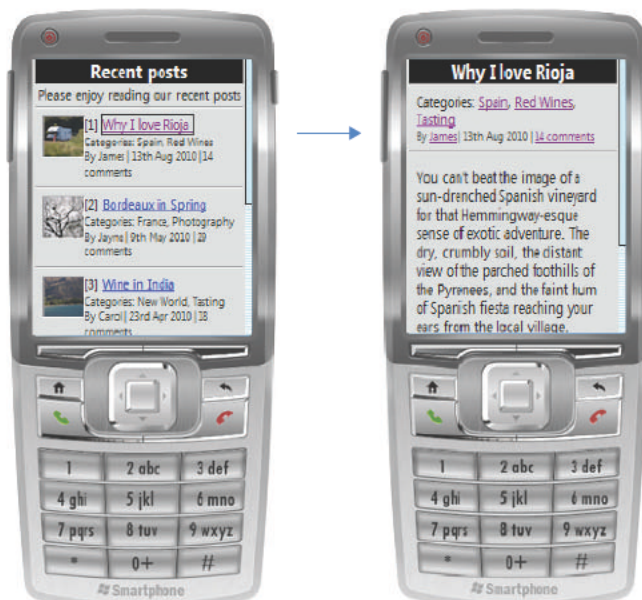 Recent posts
Please enjoy reading our recent posts
[1] Why I love Rioja
Categories: Spain, Red Wines
By James | 13th Aug 2010 | 14
comments
[2] Bordeaux in Spring
Categories: France, Photography
By Jayne | 9th May 2010 | 29
comments
[3] Wine in India
Categories: New World, Tasting
By Carol | 23rd Apr 2010 | 18
comments
1
2 abc
3 def
4 ghi
5 jkl
6 mno
7 pqrs
8 tuv
9 wxyz
*
0+
#
Smartphone
Why I love Rioja
Categories: Spain, Red Wines,
Tasting
By James | 13th Aug 2010 | 14 comments
You can't beat the image of a
sun-drenched Spanish vineyard
for that Hemmingway-esque
sense of exotic adventure. The
dry, crumbly soil, the distant
view of the parched foothills of
the Pyrenees, and the faint hum
of Spanish fiesta reaching your
ears from the local village.
1
2 abc
3 def
4 ghi
5 jkl
6 mno
7 pqrs
8 tuv
9 wxyz
*
0+
#
Smartphone